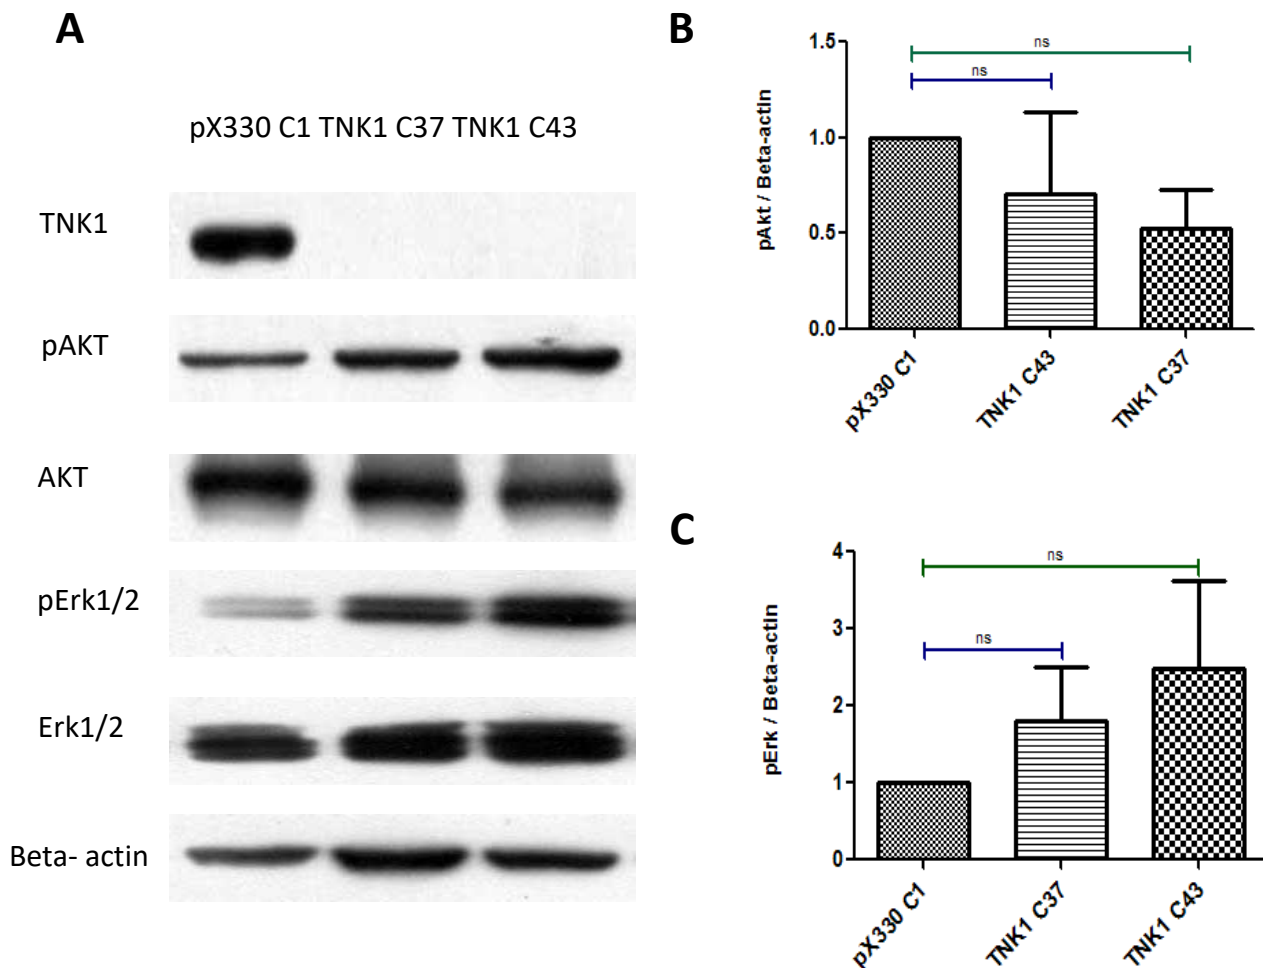 A
pX330 C1 TNK1 C37 TNK1 C43
TNK1
pAKT
AKT
pErk1/2
Erk1/2
Beta- actin
B
pAkt / Beta-actin
1.5
1.0
0.5
0.0
ns
ns
pX330 C1
TNK1 C43
TNK1 C37
C
pErk / Beta-actin
4
3
2
1
0
ns
ns
pX330 C1
TNK1 C37
TNK1 C43